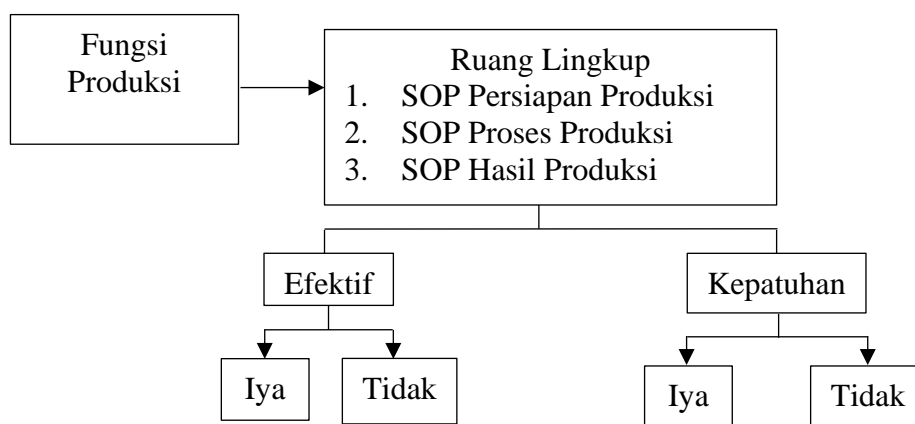 Fungsi
Produksi
Ruang Lingkup
1. SOP Persiapan Produksi
2. SOP Proses Produksi
3. SOP Hasil Produksi
Efektif
Kepatuhan
Iya
Tidak
Iya
Tidak